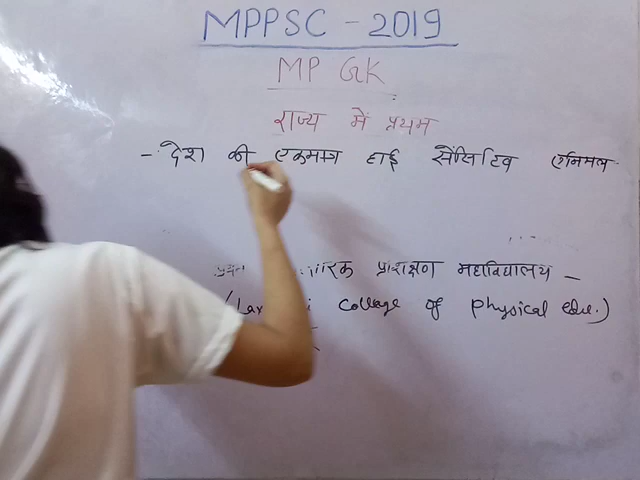 MPPSC - 2019
MP GK
राज्य में प्रथम
- देश की एकमात्र हाई सेंसिटिव एनिमल
प्रशिक्षण महाविद्यालय -
College of Physical Edu.)